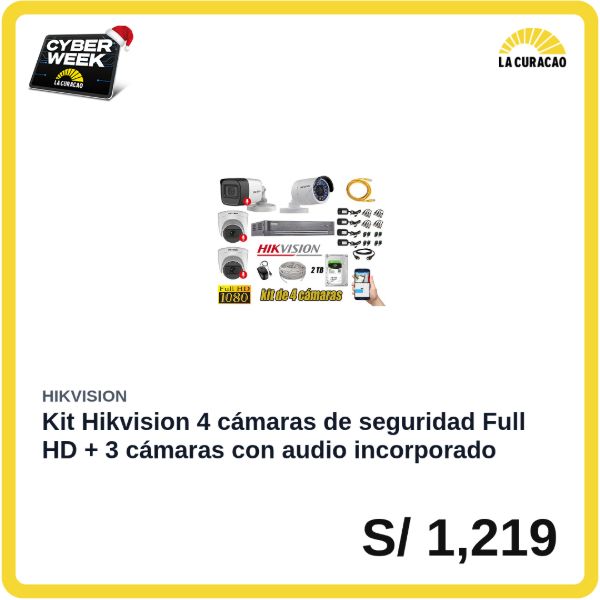 CYBER
WEEK
LA CURACAO
LA CURACAO
HIKVISION
2 TB
Full HD
1080
kit de 4 cámaras
HIKVISION
Kit Hikvision 4 cámaras de seguridad Full
HD + 3 cámaras con audio incorporado
S/ 1,219